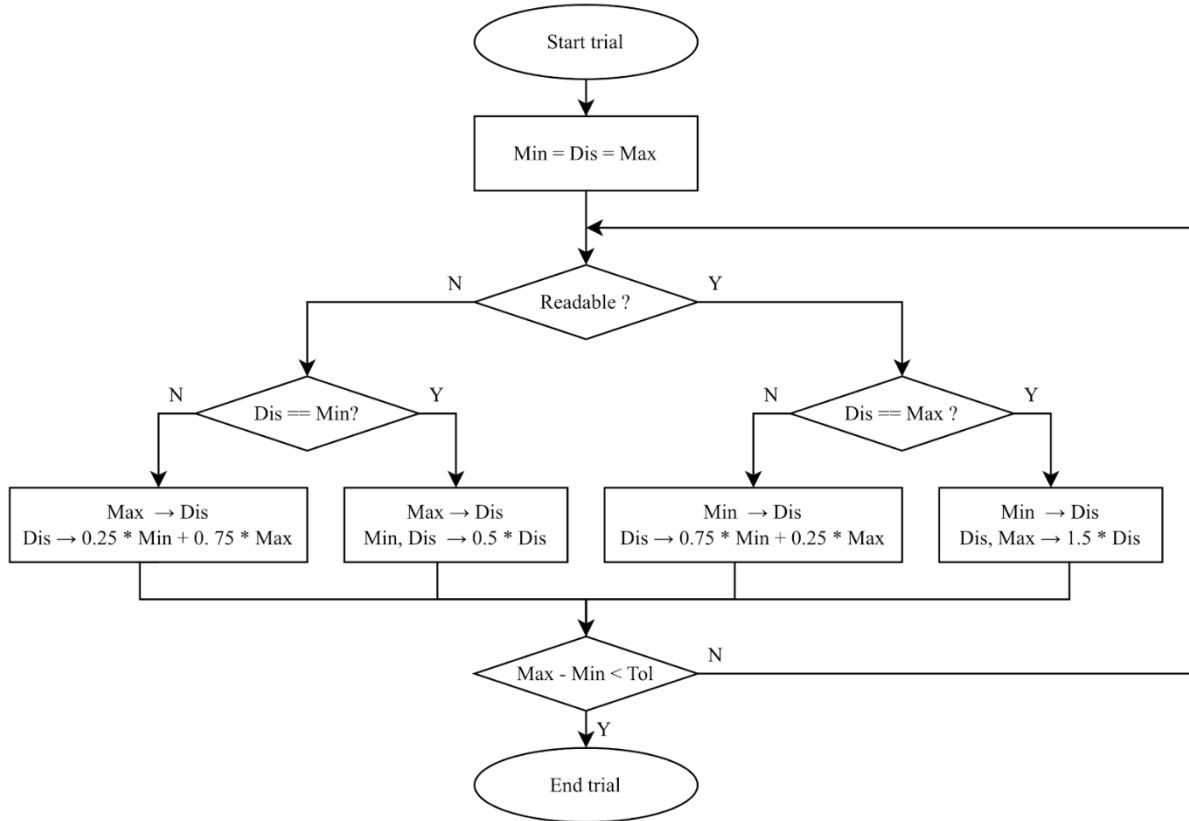 Start trial
Min = Dis = Max
Readable ?
N
Y
Dis == Min?
N
Y
Dis == Max ?
N
Y
Max → Dis
Dis → 0.25 * Min + 0. 75 * Max
Max → Dis
Min, Dis → 0.5 * Dis
Min → Dis
Dis → 0.75 * Min + 0.25 * Max
Min → Dis
Dis, Max → 1.5 * Dis
Max - Min < Tol
N
Y
End trial